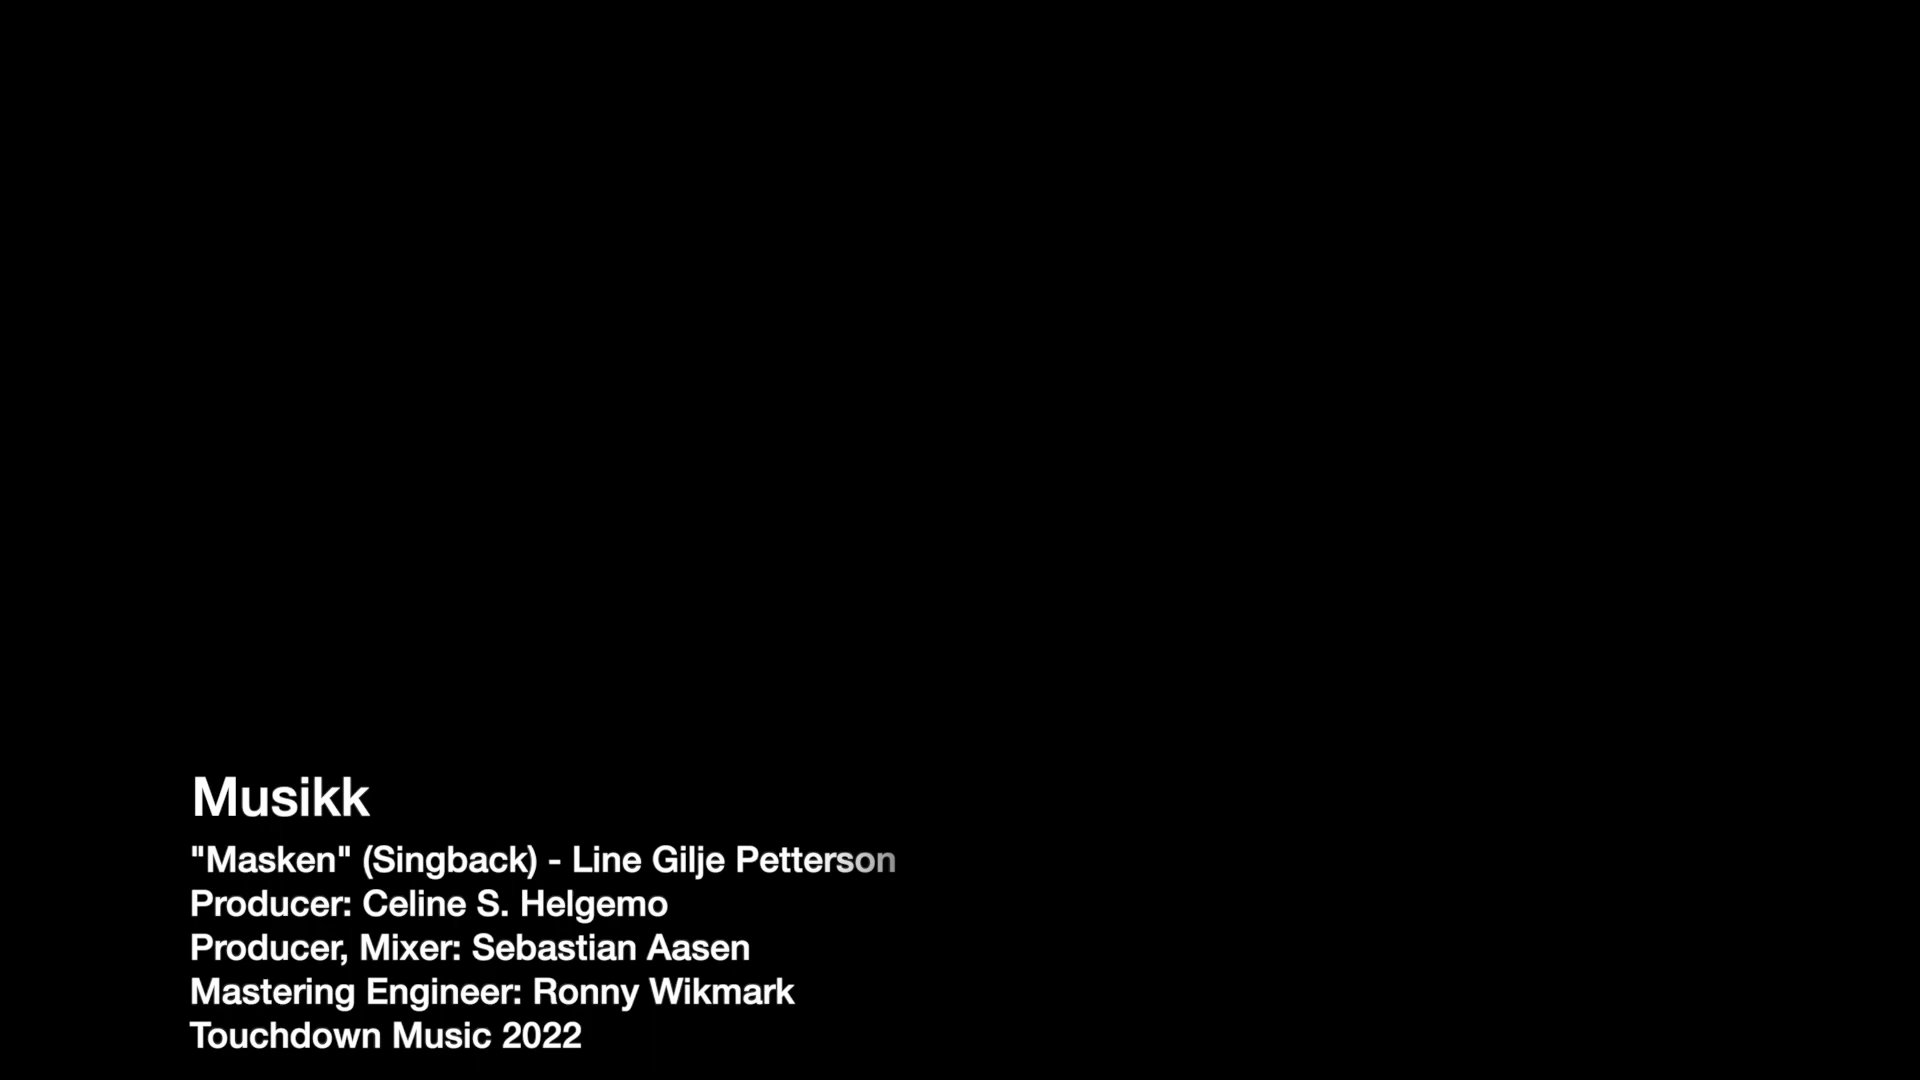 Musikk
"Masken" (Singback) - Line Gilje Petterson
Producer: Celine S. Helgemo
Producer, Mixer: Sebastian Aasen
Mastering Engineer: Ronny Wikmark
Touchdown Music 2022